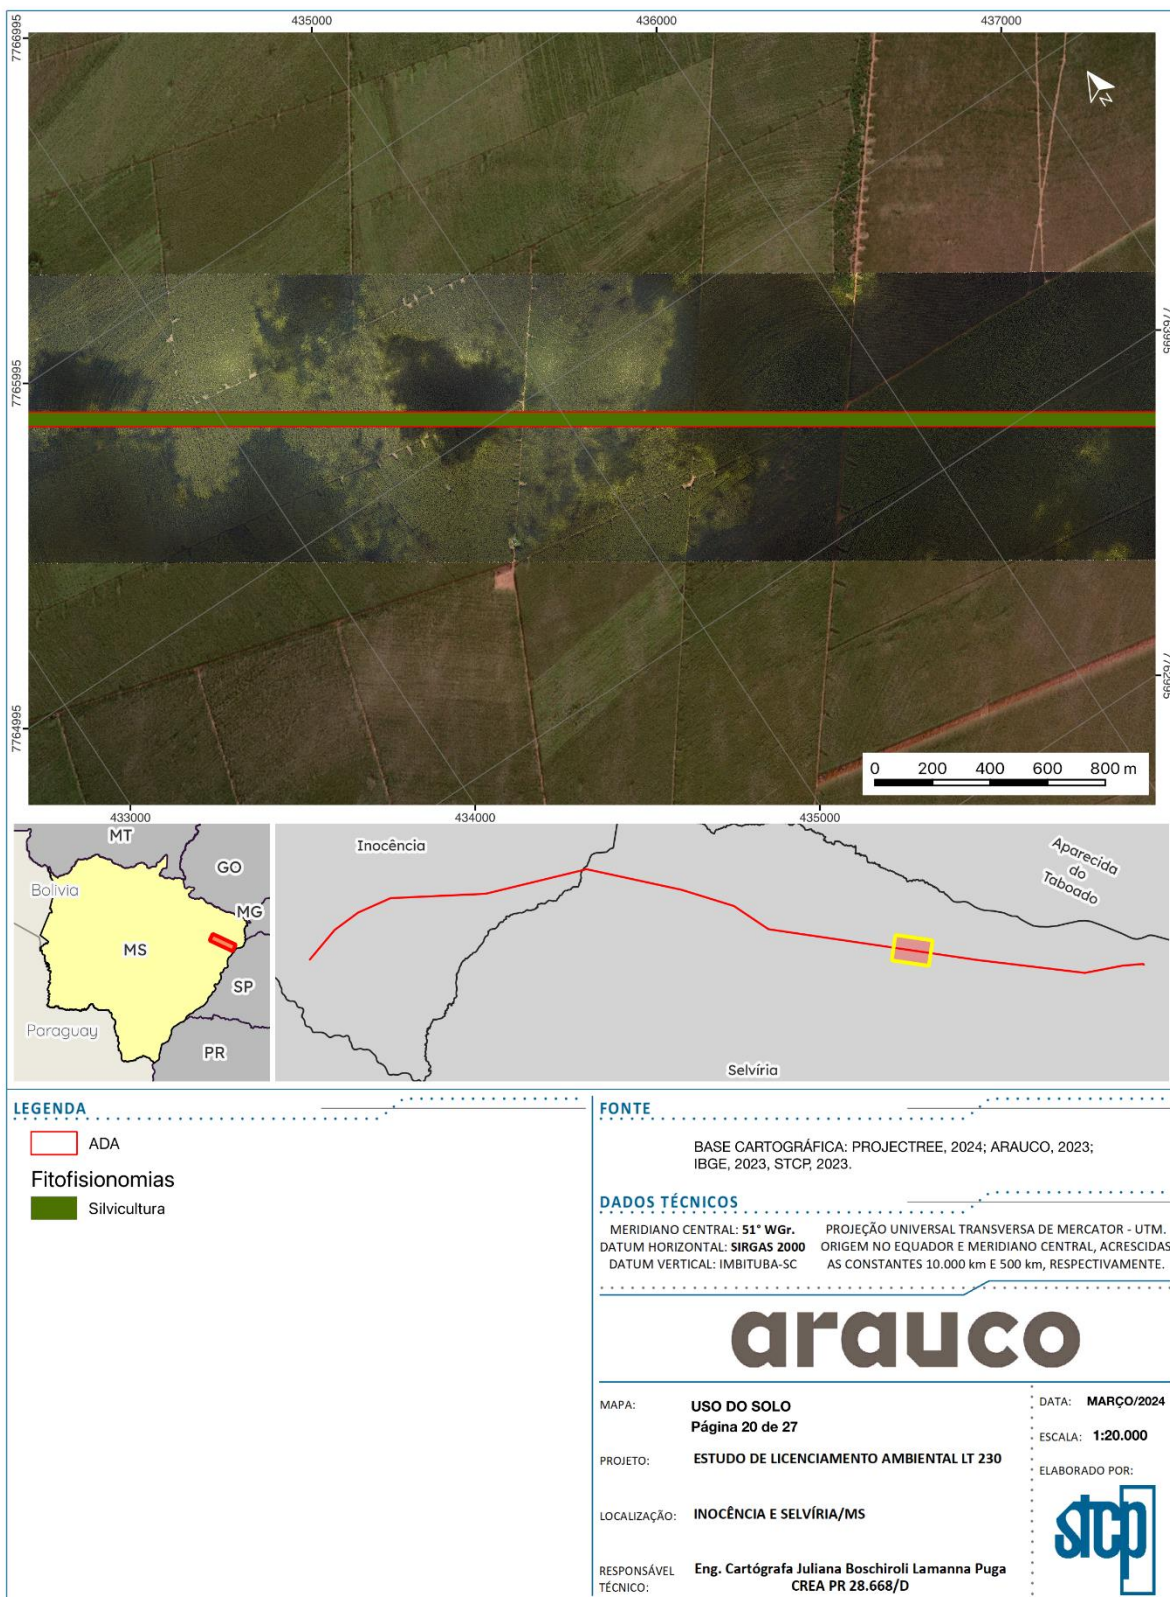 435000
436000
437000
7766995
N
7763995
7765995
7762995
7764995
0 200 400 600 800 m
433000
434000
435000
MT
GO
Bolivia
MG
MS
SP
Paraguay
PR
Inocência
Aparecida
do
Taboado
Selvíria
LEGENDA
ADA
Fitofisionomias
Silvicultura
FONTE
BASE CARTOGRÁFICA: PROJECTREE, 2024; ARAUCO, 2023;
IBGE, 2023, STCP, 2023.
DADOS TÉCNICOS
MERIDIANO CENTRAL: 51° WGr.
DATUM HORIZONTAL: SIRGAS 2000
DATUM VERTICAL: IMBITUBA-SC
PROJEÇÃO UNIVERSAL TRANSVERSA DE MERCATOR - UTM.
ORIGEM NO EQUADOR E MERIDIANO CENTRAL, ACRESCIDAS
AS CONSTANTES 10.000 km E 500 km, RESPECTIVAMENTE.
arauco
MAPA: USO DO SOLO
Página 20 de 27
PROJETO: ESTUDO DE LICENCIAMENTO AMBIENTAL LT 230
LOCALIZAÇÃO: INOCÊNCIA E SELVÍRIA/MS
RESPONSÁVEL
TÉCNICO:
Eng. Cartógrafa Juliana Boschiroli Lamanna Puga
CREA PR 28.668/D
DATA: MARÇO/2024
ESCALA: 1:20.000
ELABORADO POR:
stcp